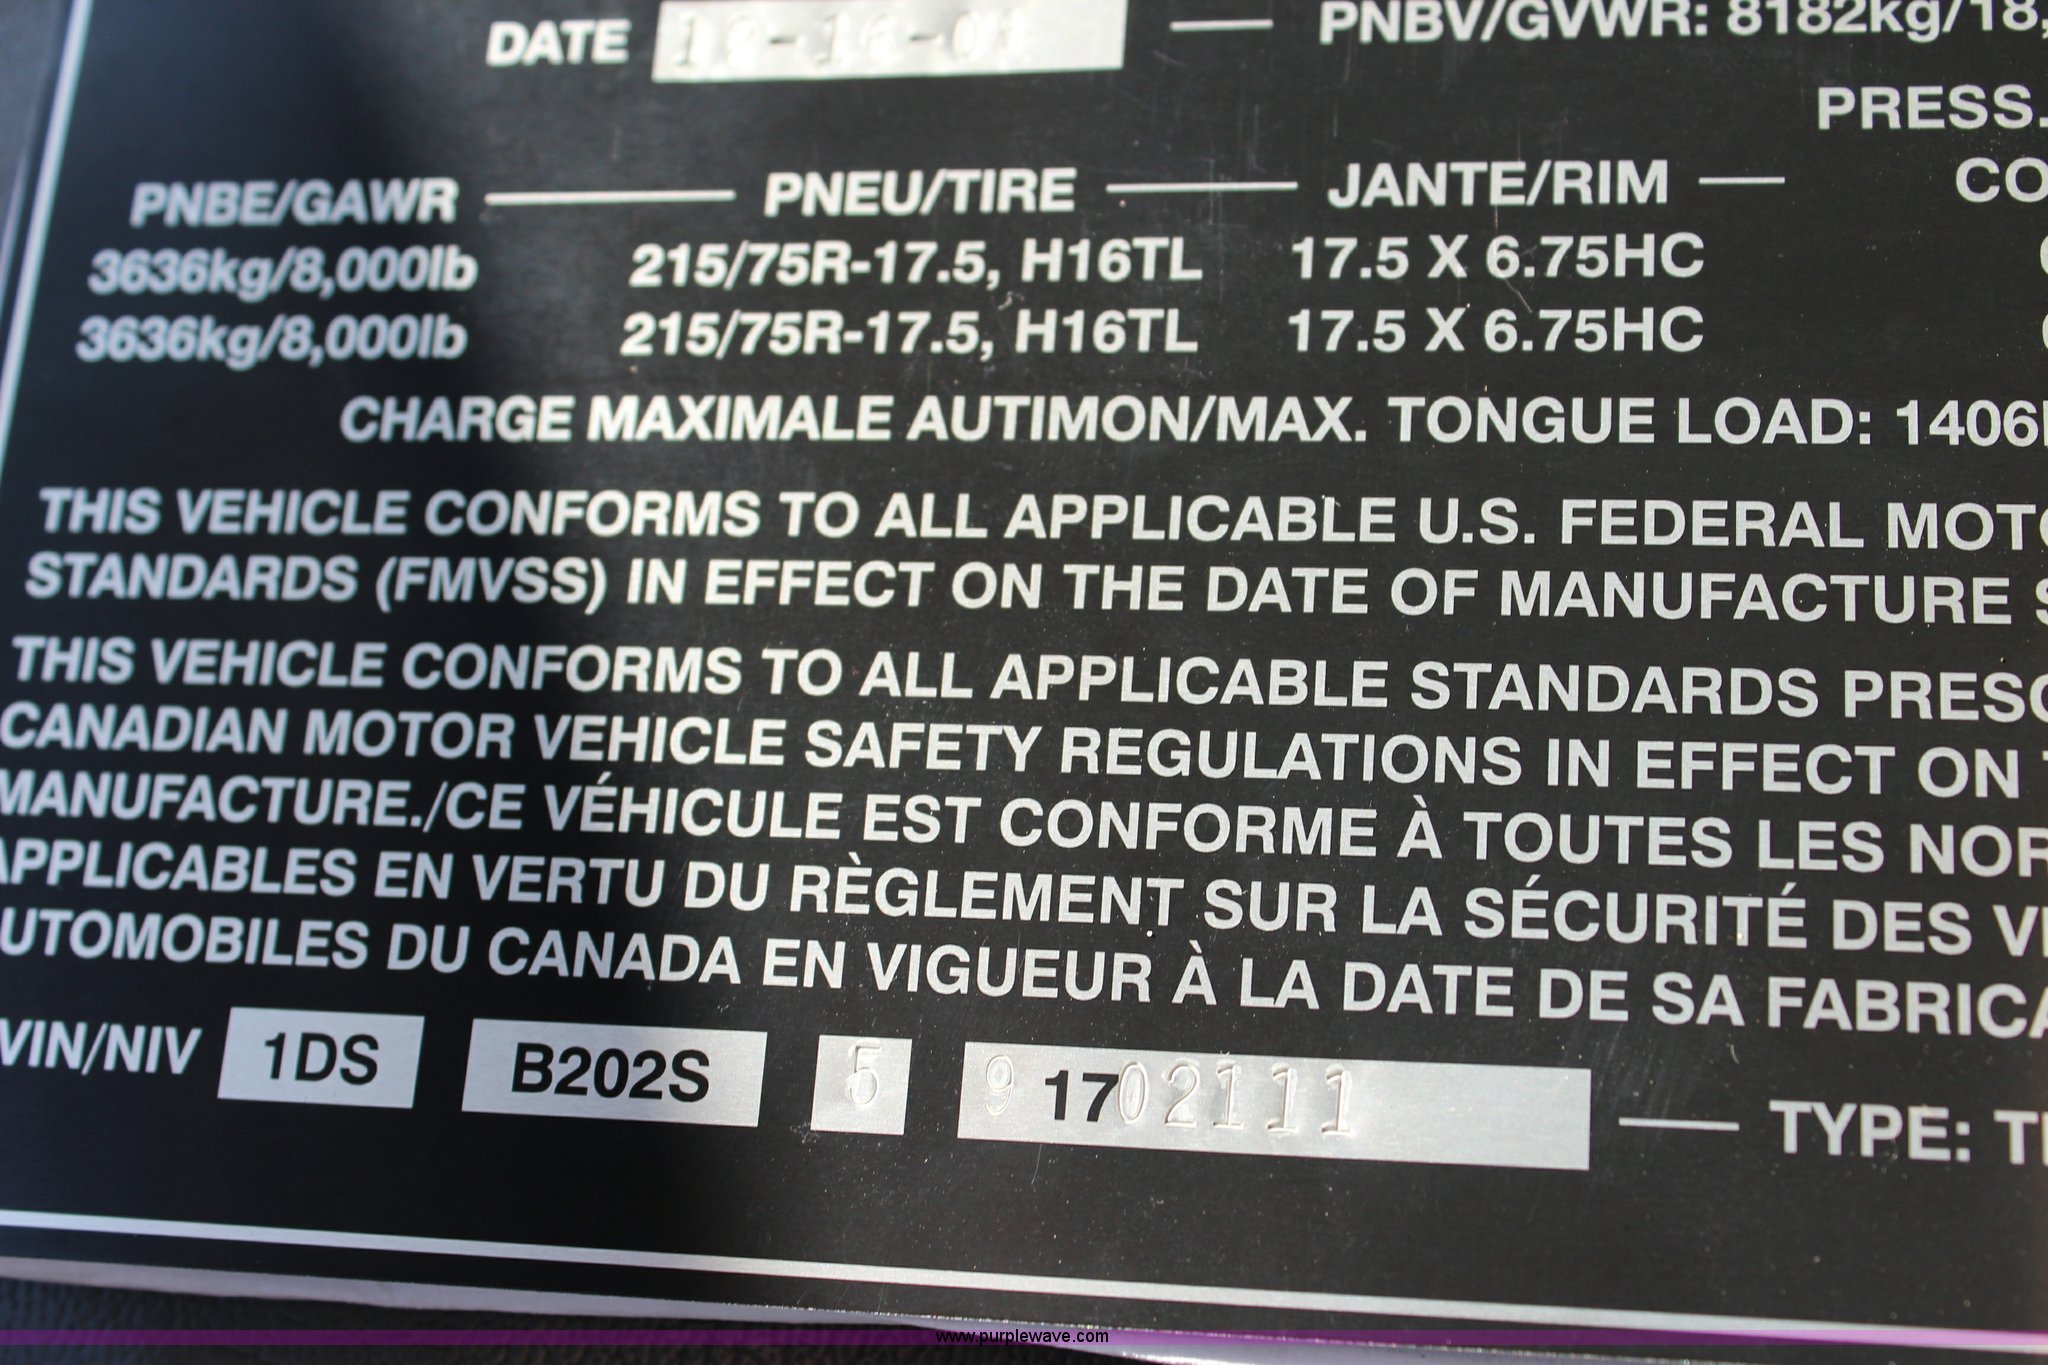 DATE — PNBV/GVWR: 8182kg/18,
PRESS.
PNBE/GAWR — PNEU/TIRE — JANTE/RIM — CO
3636kg/8,000lb 215/75R-17.5, H16TL 17.5 X 6.75HC
3636kg/8,000lb 215/75R-17.5, H16TL 17.5 X 6.75HC
CHARGE MAXIMALE AUTIMON/MAX. TONGUE LOAD: 1406
THIS VEHICLE CONFORMS TO ALL APPLICABLE U.S. FEDERAL MOTO
STANDARDS (FMVSS) IN EFFECT ON THE DATE OF MANUFACTURE S
THIS VEHICLE CONFORMS TO ALL APPLICABLE STANDARDS PRESC
CANADIAN MOTOR VEHICLE SAFETY REGULATIONS IN EFFECT ON T
MANUFACTURE./CE VÉHICULE EST CONFORME À TOUTES LES NOR
APPLICABLES EN VERTU DU RÈGLEMENT SUR LA SÉCURITÉ DES VÉ
UTOMOBILES DU CANADA EN VIGUEUR À LA DATE DE SA FABRICA
VIN/NIV 1DS B202S 5 9 1702111 — TYPE: T
www.purplewave.com